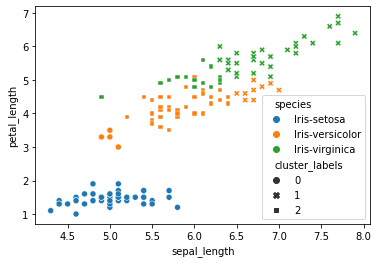 7
6
5
4
3
2
1
petal_length
4.5 5.0 5.5 6.0 6.5 7.0 7.5 8.0
sepal_length
species
Iris-setosa
Iris-versicolor
Iris-virginica
cluster_labels
0
1
2